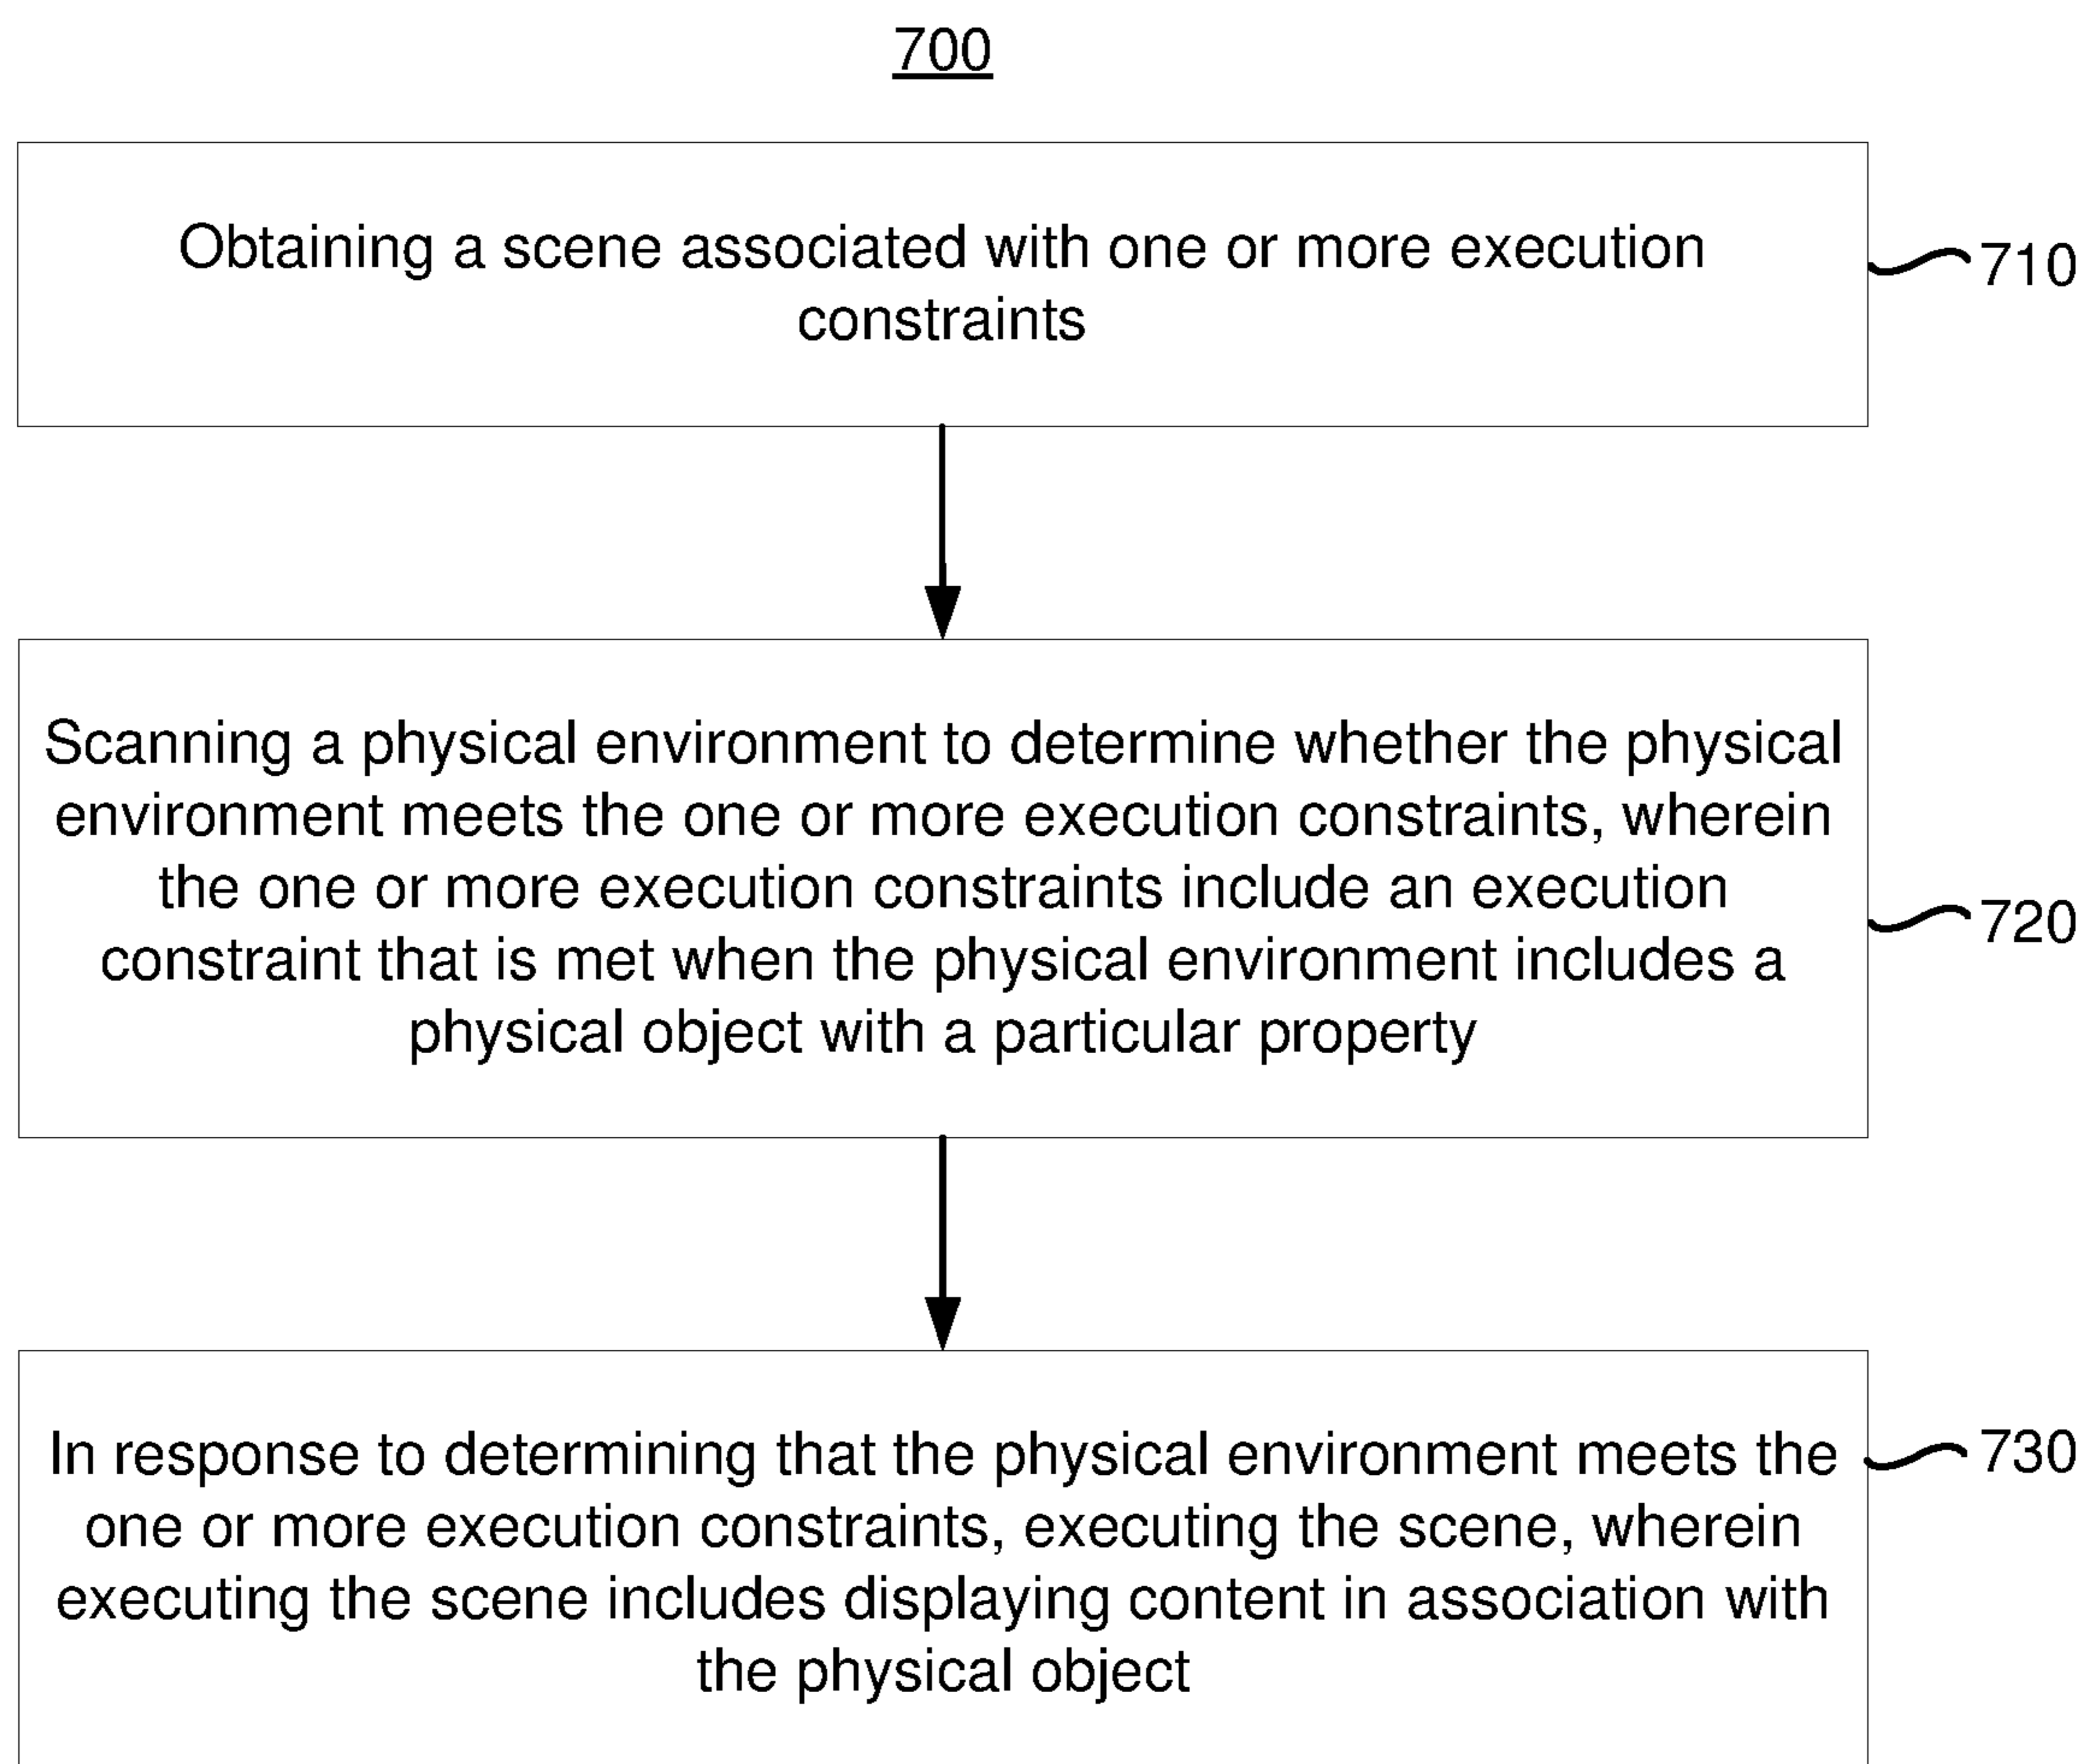 700
Obtaining a scene associated with one or more execution
constraints
710
Scanning a physical environment to determine whether the physical
environment meets the one or more execution constraints, wherein
the one or more execution constraints include an execution
constraint that is met when the physical environment includes a
physical object with a particular property
720
In response to determining that the physical environment meets the
one or more execution constraints, executing the scene, wherein
executing the scene includes displaying content in association with
the physical object
730